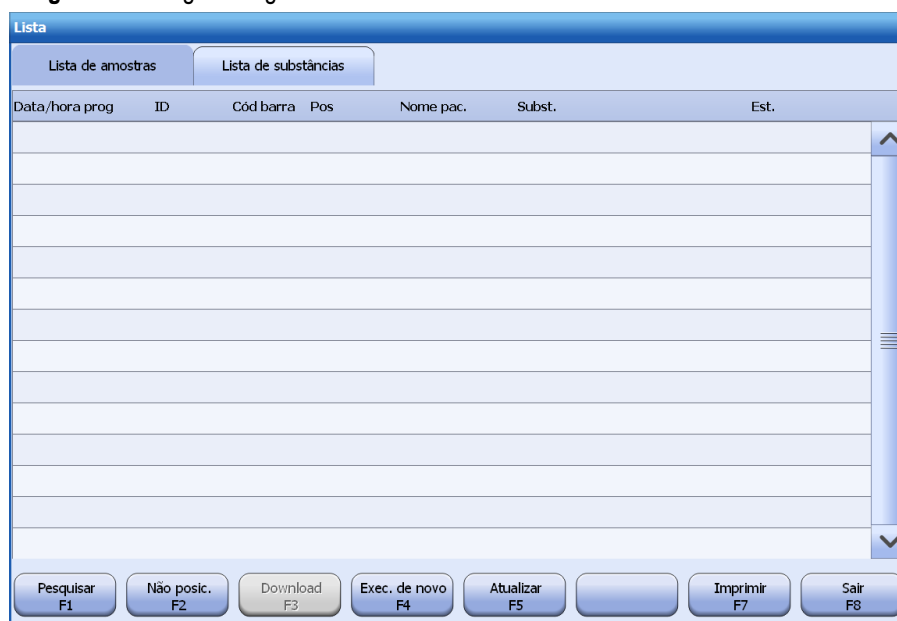 Lista
Lista de amostras Lista de substâncias
Data/hora prog ID Cód barra Pos Nome pac. Subst. Est.
Pesquisar Não posic. Download Exec. de novo Atualizar Imprimir Sair
F1 F2 F3 F4 F5 F7 F8